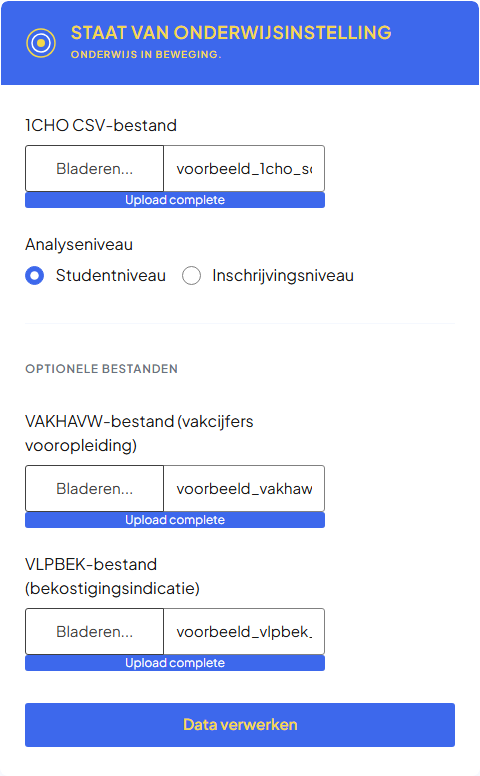 STAAT VAN ONDERWIJSINSTELLING
ONDERWIJS IN BEWEGING.
1CHO CSV-bestand
Bladeren... voorbeeld_1cho_sc
Upload complete
Analyseniveau
Studentniveau Inschrijvingsniveau
OPTIONELE BESTANDEN
VAKHAVW-bestand (vakcijfers
vooropleiding)
Bladeren... voorbeeld_vakhaw
Upload complete
VLPBEK-bestand
(bekostigingsindicatie)
Bladeren... voorbeeld_vlpbek_
Upload complete
Data verwerken